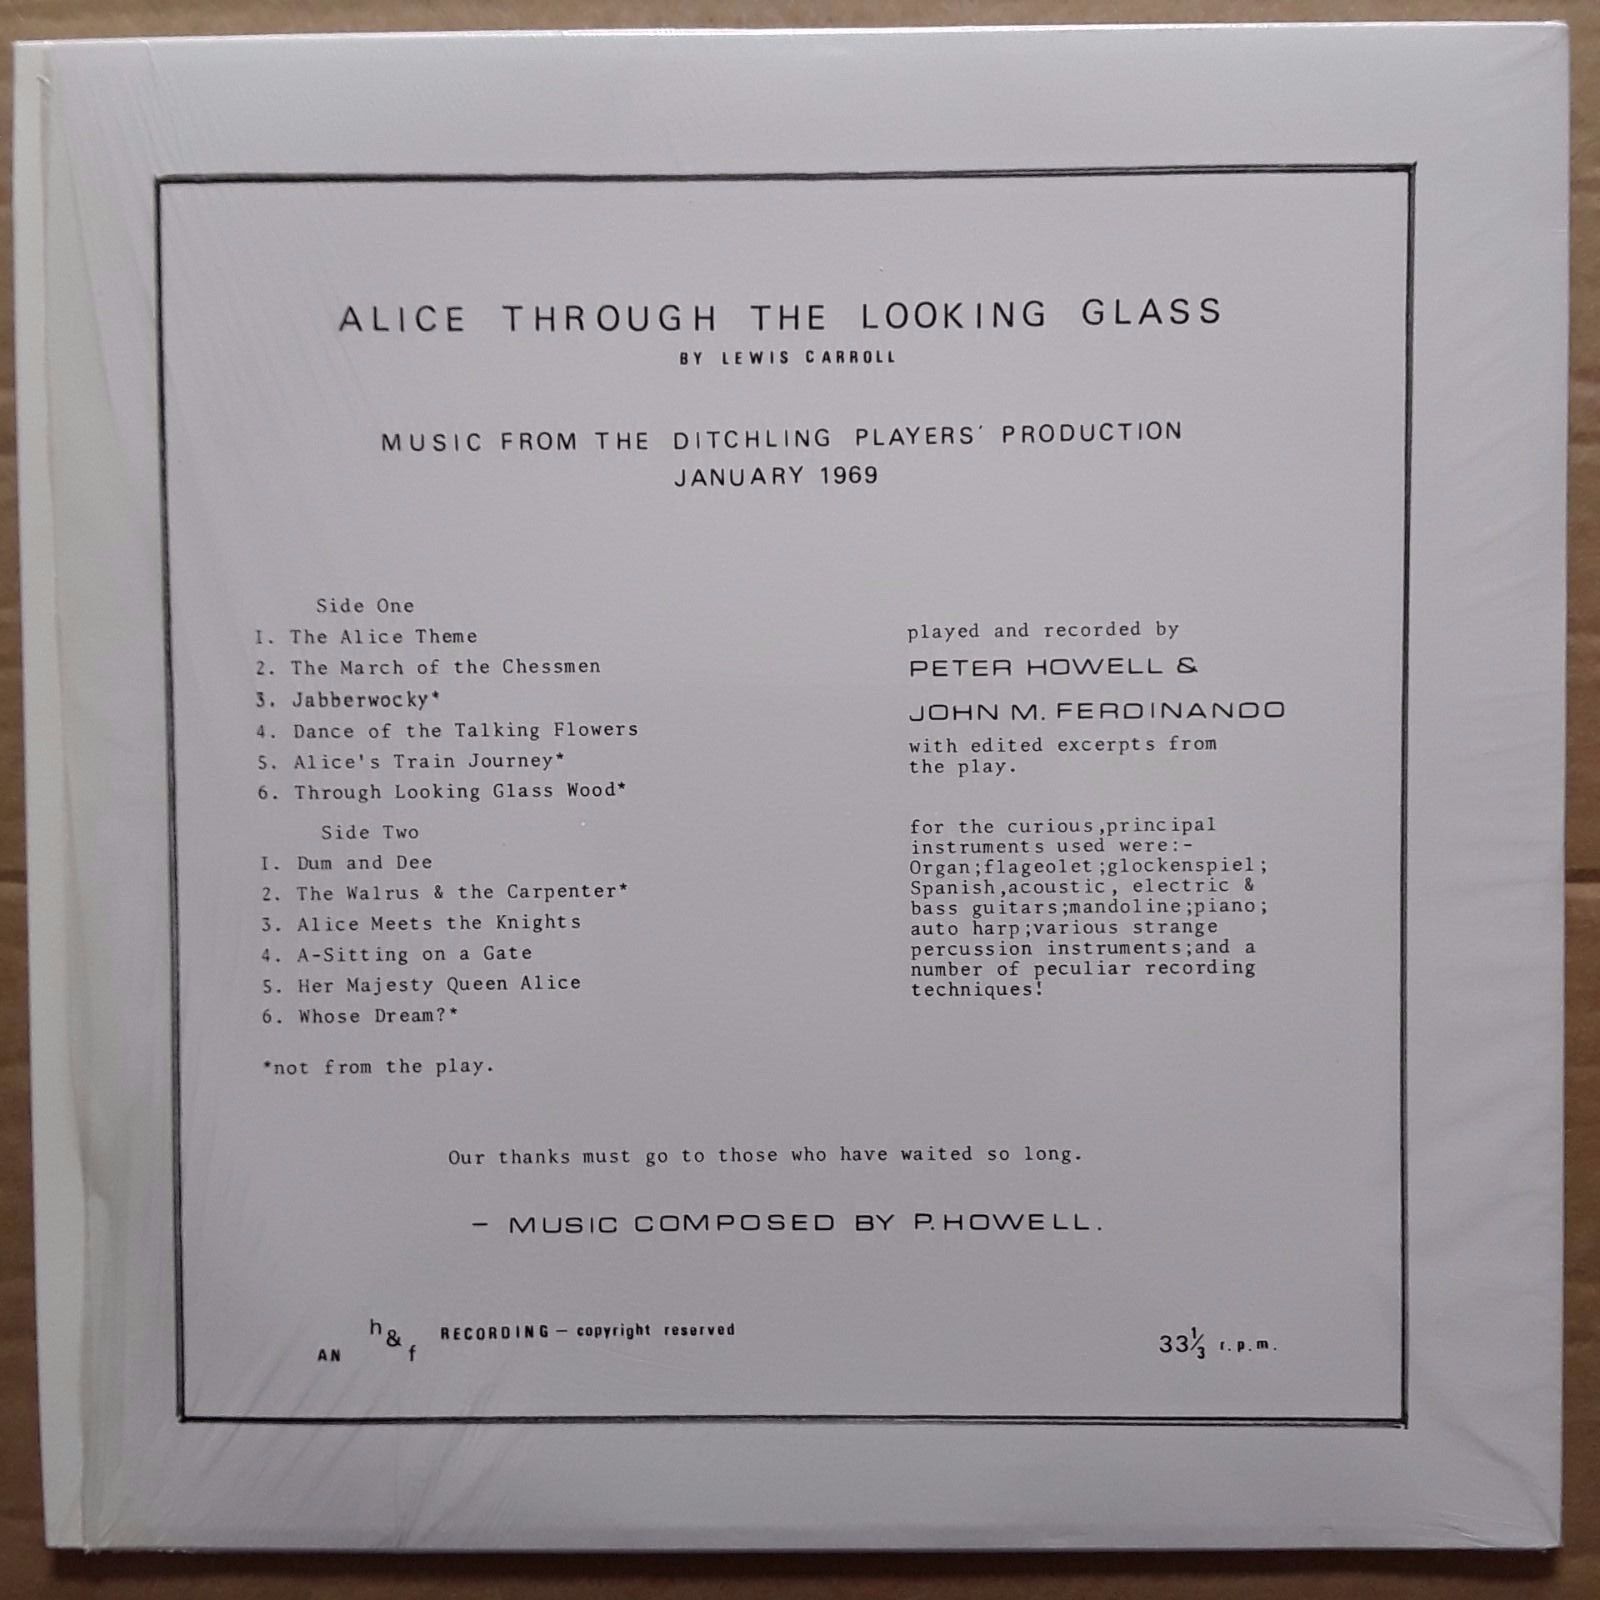 ALICE THROUGH THE LOOKING GLASS
BY LEWIS CARROLL
MUSIC FROM THE DITCHLING PLAYERS' PRODUCTION
JANUARY 1969
Side One
I. The Alice Theme
2. The March of the Chessmen
3. Jabberwocky*
4. Dance of the Talking Flowers
5. Alice's Train Journey*
6. Through Looking Glass Wood*
Side Two
I. Dum and Dee
2. The Walrus & the Carpenter*
3. Alice Meets the Knights
4. A-Sitting on a Gate
5. Her Majesty Queen Alice
6. Whose Dream?*
*not from the play.
played and recorded by
PETER HOWELL &
JOHN M. FERDINANDO
with edited excerpts from
the play.
for the curious,principal
instruments used were:-
Organ;flageolet;glockenspiel;
Spanish,acoustic, electric &
bass guitars;mandoline;piano;
auto harp;various strange
percussion instruments;and a
number of peculiar recording
techniques!
Our thanks must go to those who have waited so long.
– MUSIC COMPOSED BY P. HOWELL.
AN h & f RECORDING – copyright reserved
33⅓ r.p.m.